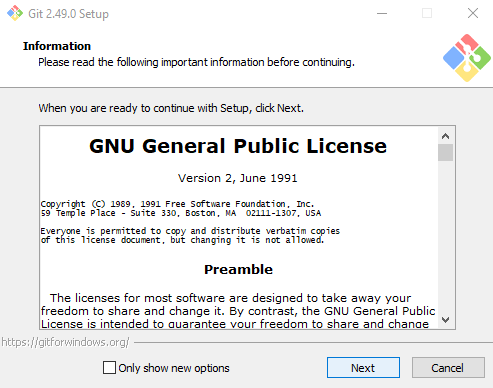 Git 2.49.0 Setup
Information
Please read the following important information before continuing.
When you are ready to continue with Setup, click Next.
GNU General Public License
Version 2, June 1991
Copyright (C) 1989, 1991 Free Software Foundation, Inc.
59 Temple Place - Suite 330, Boston, MA  02111-1307, USA
Everyone is permitted to copy and distribute verbatim copies
of this license document, but changing it is not allowed.
Preamble
The licenses for most software are designed to take away your
freedom to share and change it. By contrast, the GNU General Public
License is intended to guarantee your freedom to share and change
https://gitforwindows.org/
Only show new options
Next
Cancel